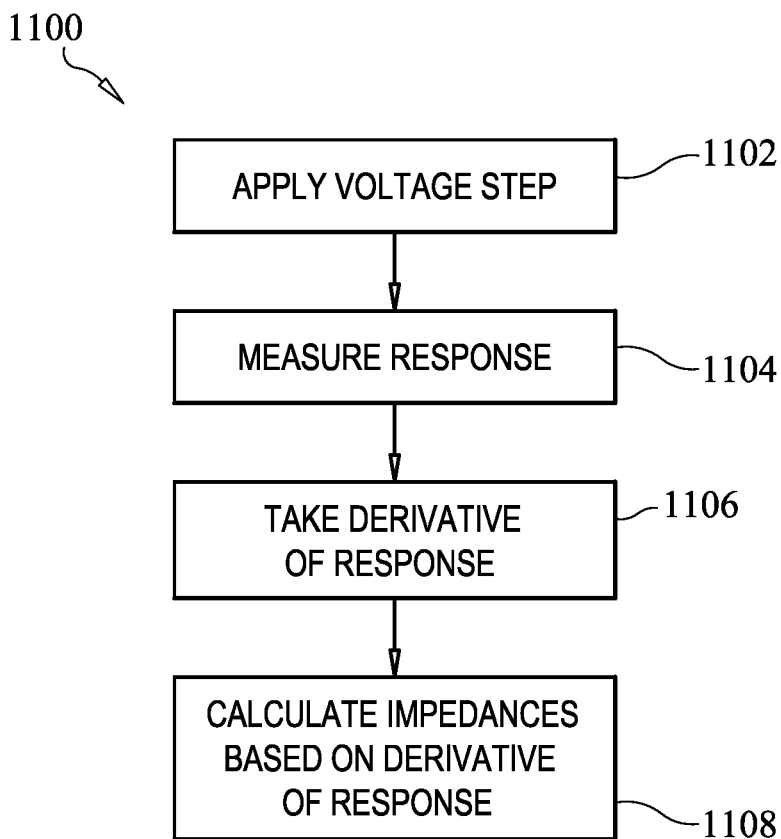 1100
APPLY VOLTAGE STEP
1102
MEASURE RESPONSE
1104
TAKE DERIVATIVE
OF RESPONSE
1106
CALCULATE IMPEDANCES
BASED ON DERIVATIVE
OF RESPONSE
1108